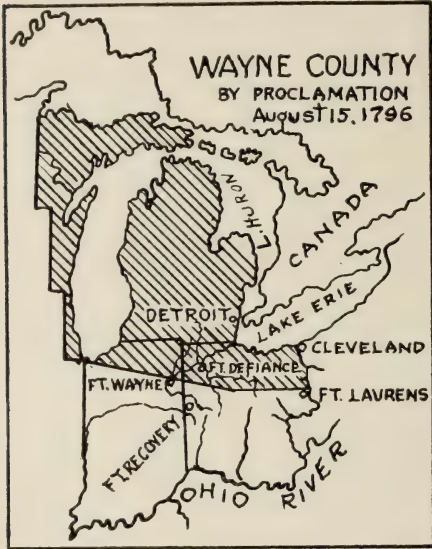 WAYNE COUNTY
BY PROCLAMATION
AUGUST 15, 1796
L. HURON
CANADA
DETROIT
LAKE ERIE
CLEVELAND
FT. DEFIANCE
FT. WAYNE
FT. LAURENS
FT. RECOVERY
OHIO RIVER